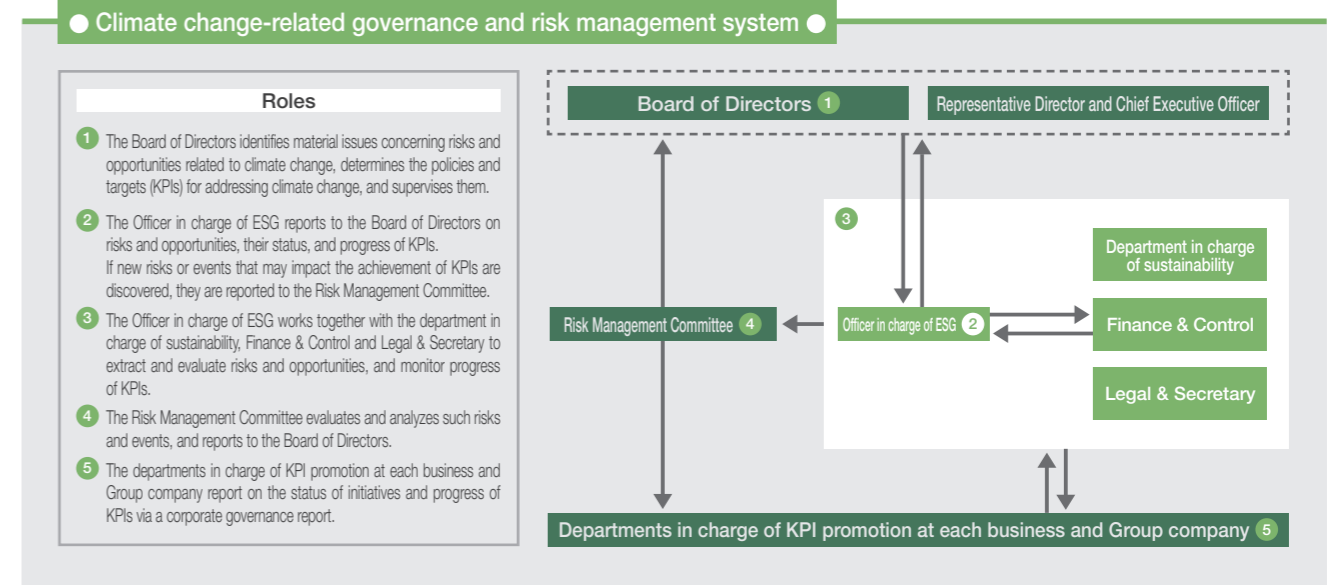 ● Climate change-related governance and risk management system ●
Roles
1 The Board of Directors identifies material issues concerning risks and
opportunities related to climate change, determines the policies and
targets (KPIs) for addressing climate change, and supervises them.
2 The Officer in charge of ESG reports to the Board of Directors on
risks and opportunities, their status, and progress of KPIs.
If new risks or events that may impact the achievement of KPIs are
discovered, they are reported to the Risk Management Committee.
3 The Officer in charge of ESG works together with the department in
charge of sustainability, Finance & Control and Legal & Secretary to
extract and evaluate risks and opportunities, and monitor progress
of KPIs.
4 The Risk Management Committee evaluates and analyzes such risks
and events, and reports to the Board of Directors.
5 The departments in charge of KPI promotion at each business and
Group company report on the status of initiatives and progress of
KPIs via a corporate governance report.
Board of Directors 1
Representative Director and Chief Executive Officer
3
Department in charge
of sustainability
Risk Management Committee 4
Officer in charge of ESG 2
Finance & Control
Legal & Secretary
Departments in charge of KPI promotion at each business and Group company 5